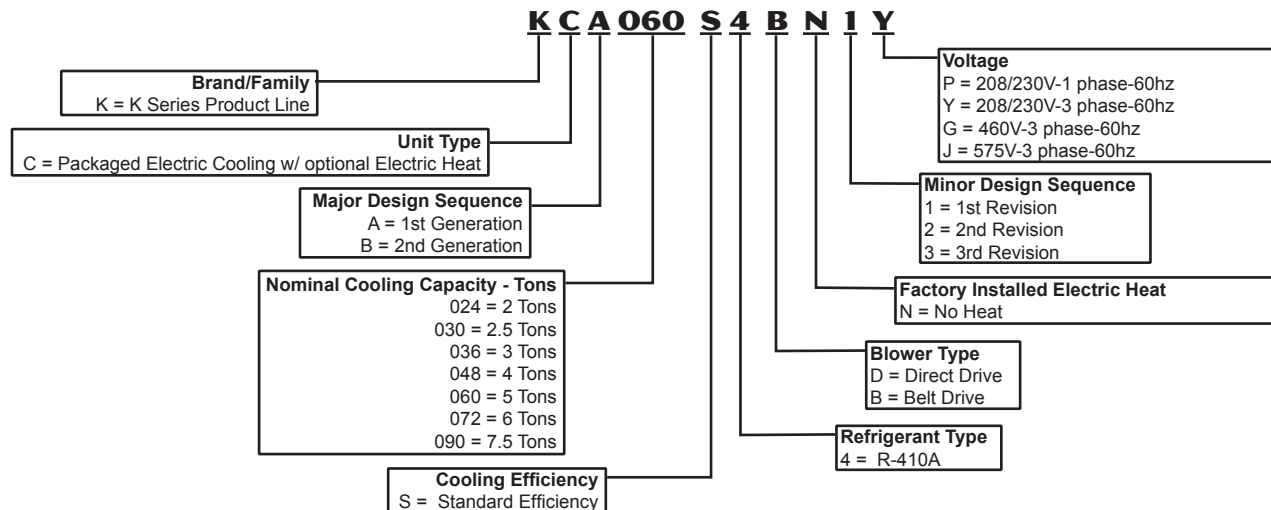 K C A 060 S 4 B N 1 Y
Brand/Family
K = K Series Product Line
Unit Type
C = Packaged Electric Cooling w/ optional Electric Heat
Major Design Sequence
A = 1st Generation
B = 2nd Generation
Nominal Cooling Capacity - Tons
024 = 2 Tons
030 = 2.5 Tons
036 = 3 Tons
048 = 4 Tons
060 = 5 Tons
072 = 6 Tons
090 = 7.5 Tons
Cooling Efficiency
S = Standard Efficiency
Voltage
P = 208/230V-1 phase-60hz
Y = 208/230V-3 phase-60hz
G = 460V-3 phase-60hz
J = 575V-3 phase-60hz
Minor Design Sequence
1 = 1st Revision
2 = 2nd Revision
3 = 3rd Revision
Factory Installed Electric Heat
N = No Heat
Blower Type
D = Direct Drive
B = Belt Drive
Refrigerant Type
4 = R-410A